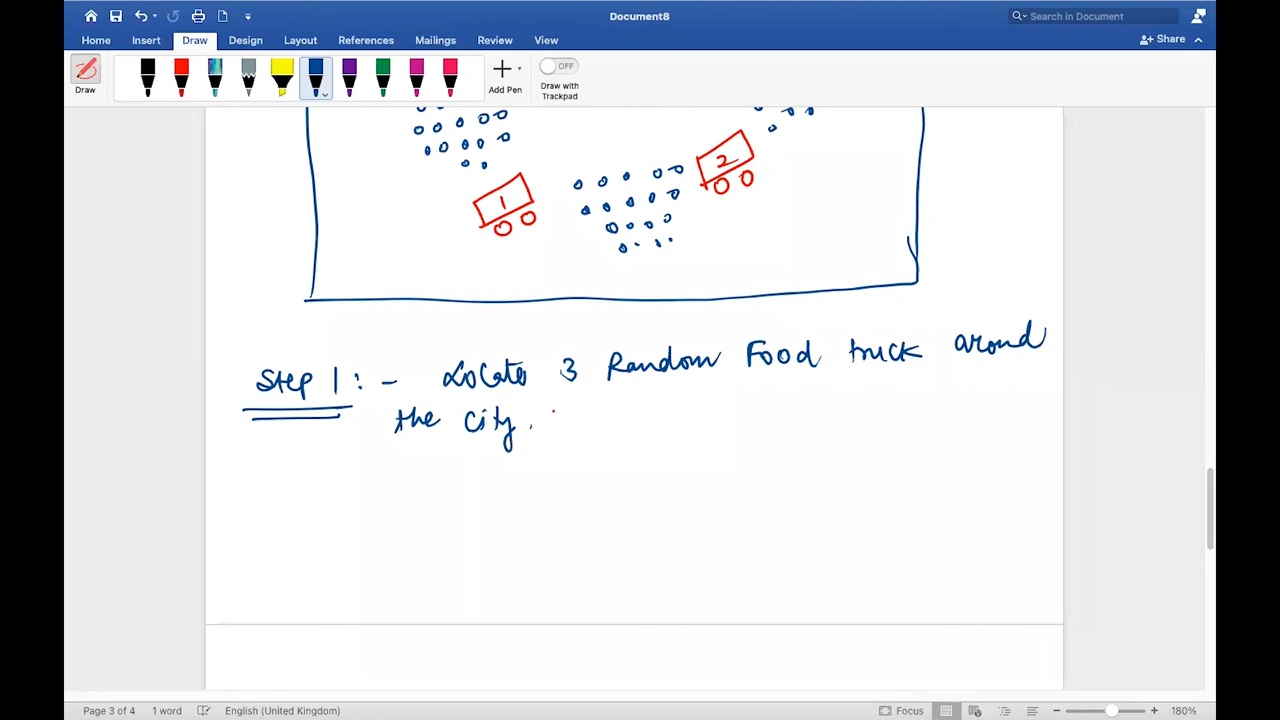 Document8
Search in Document
Home Insert Draw Design Layout References Mailings Review View
Share
Draw
Add Pen
OFF
Draw with
Trackpad
2
1
Step 1 :- Locate 3 Random Food truck around
the city.
Page 3 of 4 1 word English (United Kingdom)
Focus
180%